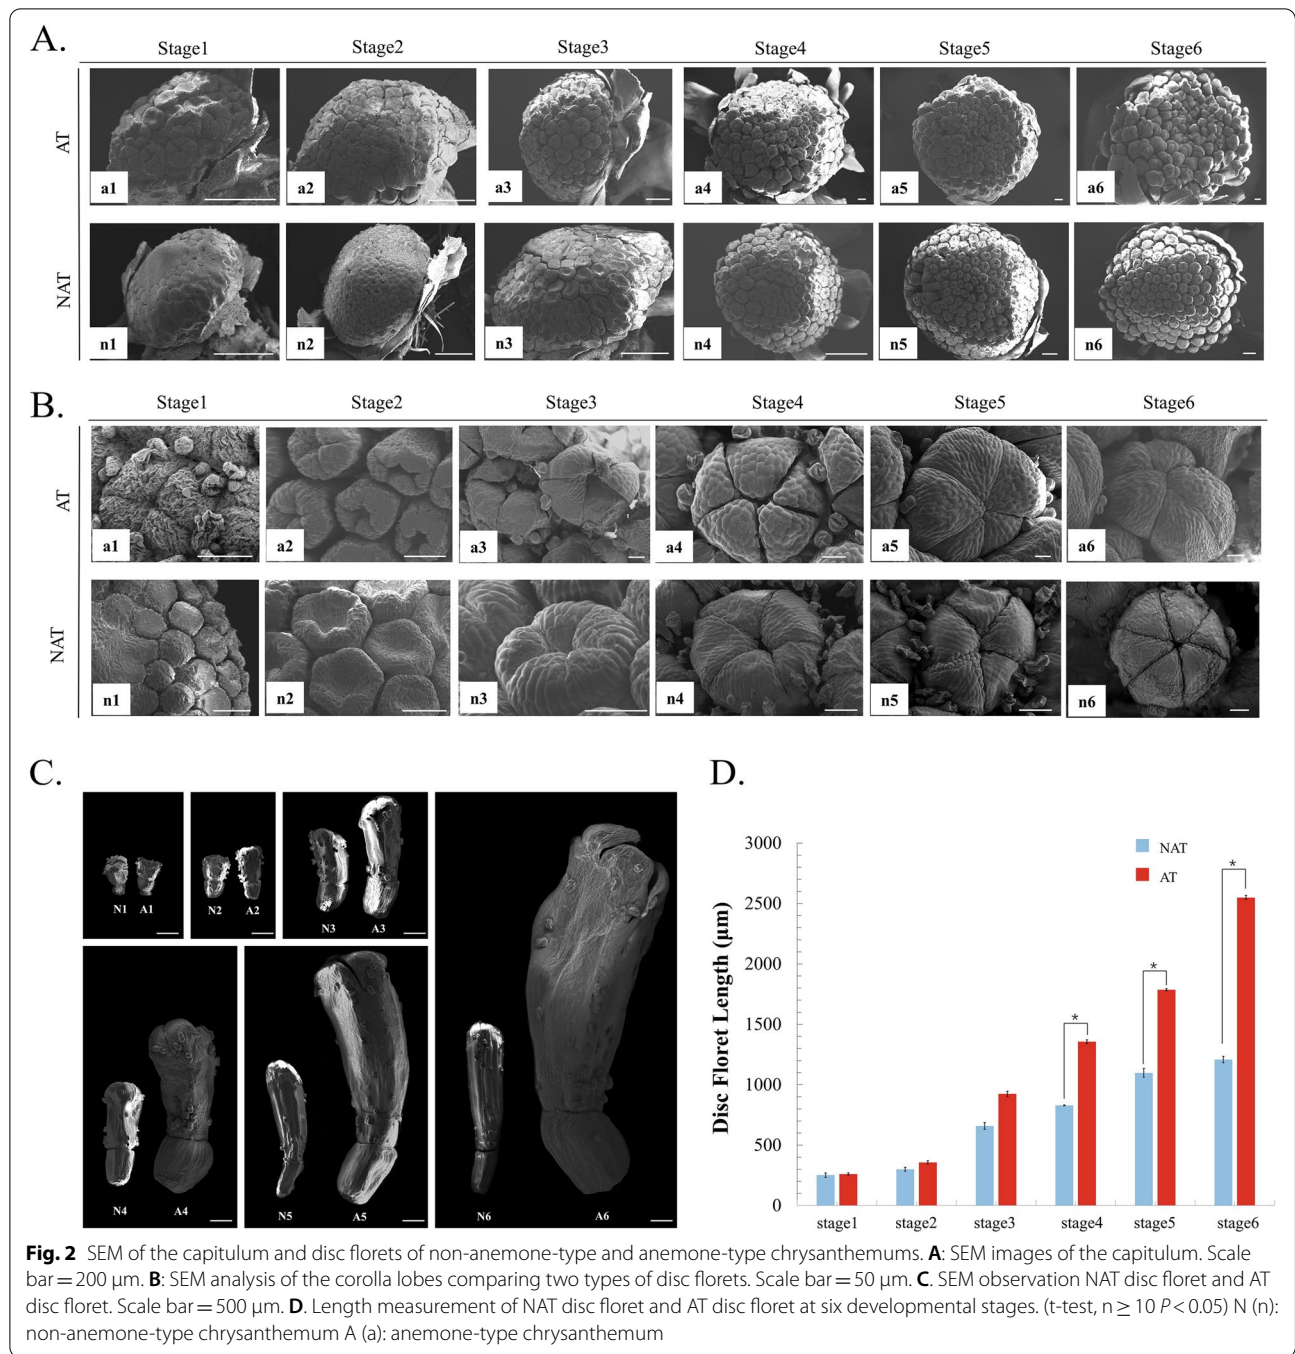 A.
Stage1 Stage2 Stage3 Stage4 Stage5 Stage6
AT
a1 a2 a3 a4 a5 a6
NAT
n1 n2 n3 n4 n5 n6
B.
Stage1 Stage2 Stage3 Stage4 Stage5 Stage6
AT
a1 a2 a3 a4 a5 a6
NAT
n1 n2 n3 n4 n5 n6
C.
N1 A1 N2 A2 N3 A3
N4 A4 N5 A5 N6 A6
D.
Disc Floret Length (μm)
3000
2500
2000
1500
1000
500
0
NAT
AT
* * *
stage1 stage2 stage3 stage4 stage5 stage6
Fig. 2 SEM of the capitulum and disc florets of non-anemone-type and anemone-type chrysanthemums. A: SEM images of the capitulum. Scale
bar = 200 μm. B: SEM analysis of the corolla lobes comparing two types of disc florets. Scale bar = 50 μm. C. SEM observation NAT disc floret and AT
disc floret. Scale bar = 500 μm. D. Length measurement of NAT disc floret and AT disc floret at six developmental stages. (t-test, n ≥ 10 P < 0.05) N (n):
non-anemone-type chrysanthemum A (a): anemone-type chrysanthemum